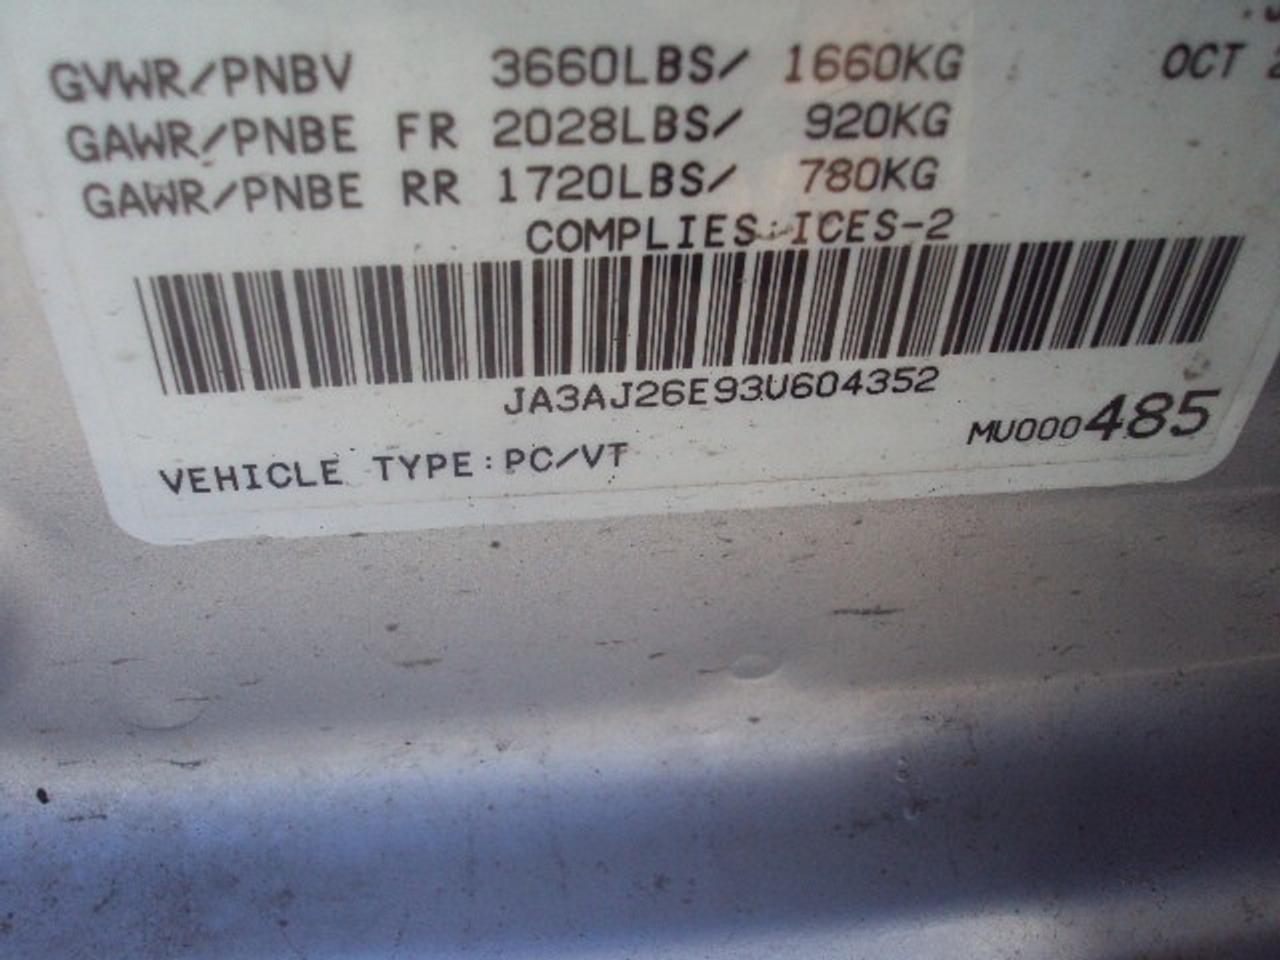 GVWR/PNBV 3660LBS/ 1660KG OCT
GAWR/PNBE FR 2028LBS/ 920KG
GAWR/PNBE RR 1720LBS/ 780KG
COMPLIES:ICES-2
JA3AJ26E93U604352
MU000485
VEHICLE TYPE:PC/VT